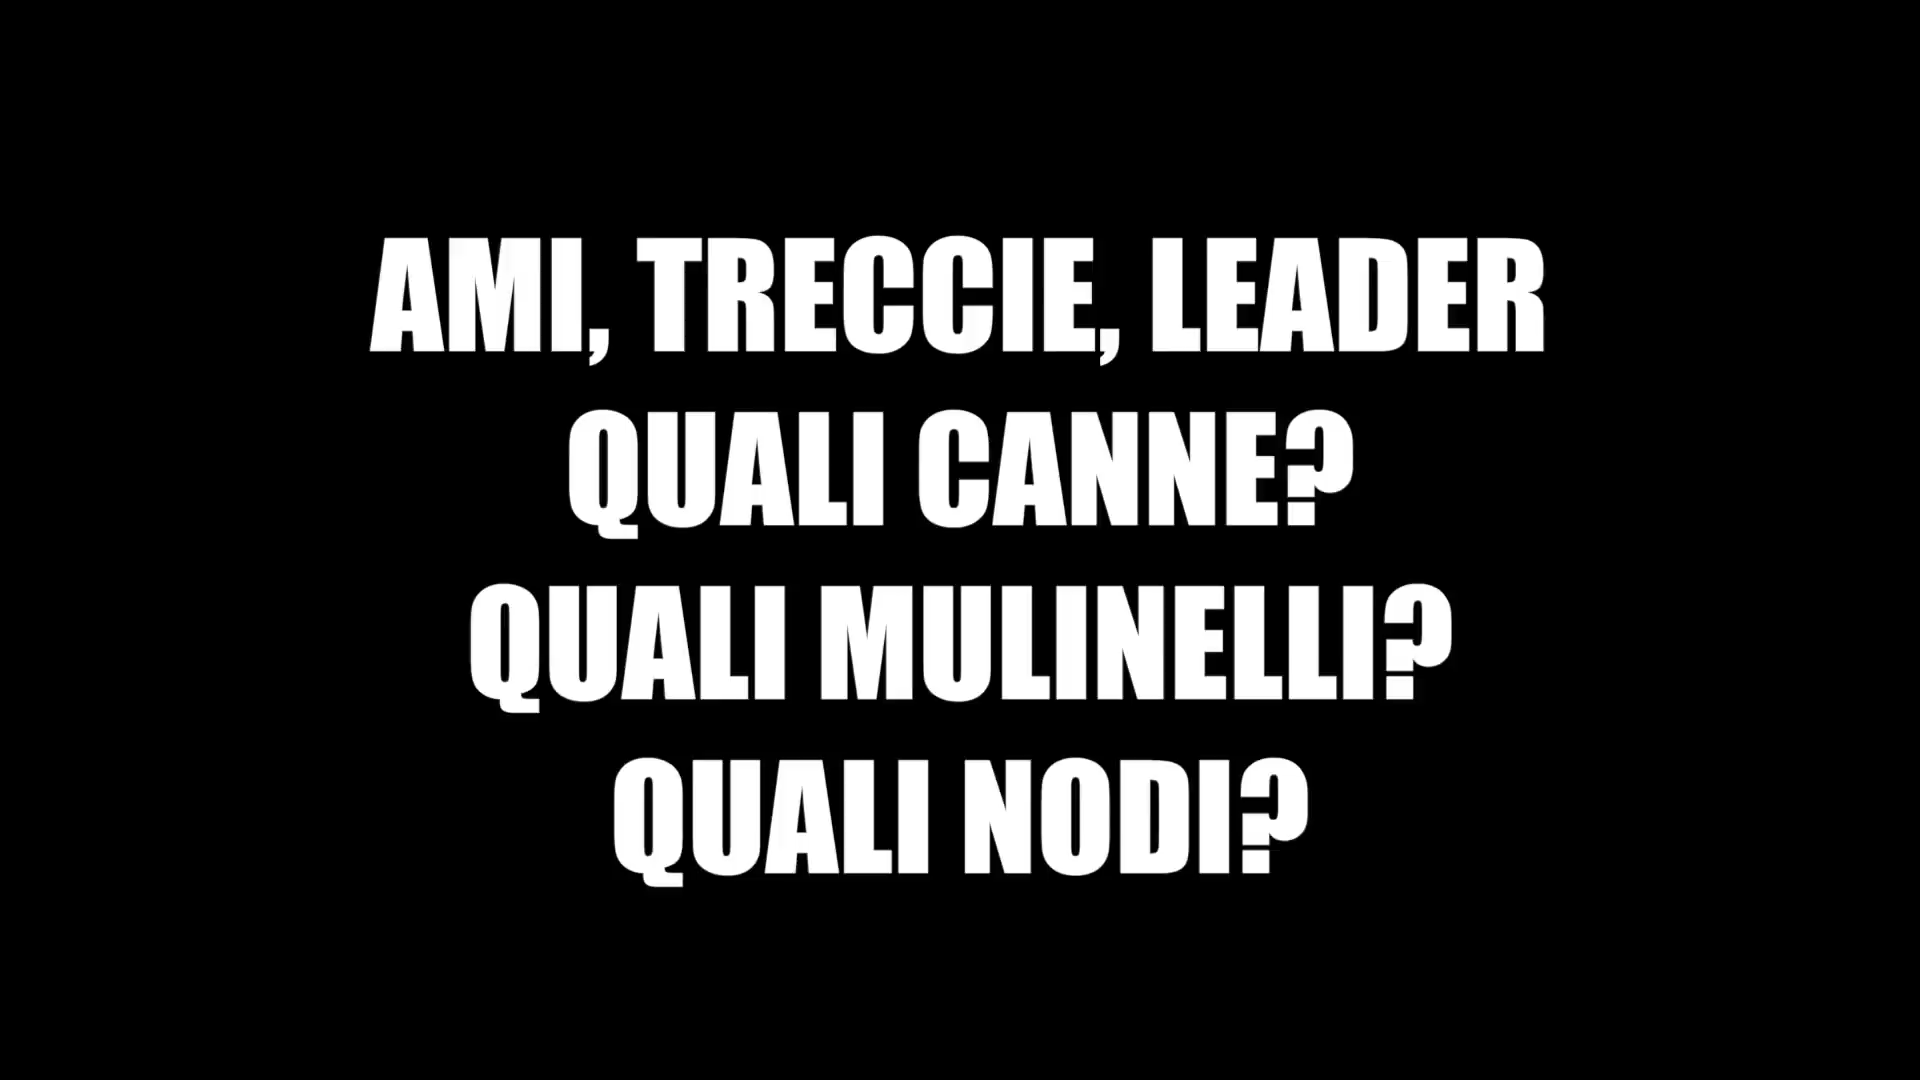 AMI, TRECCIE, LEADER
QUALI CANNE?
QUALI MULINELLI?
QUALI NODI?